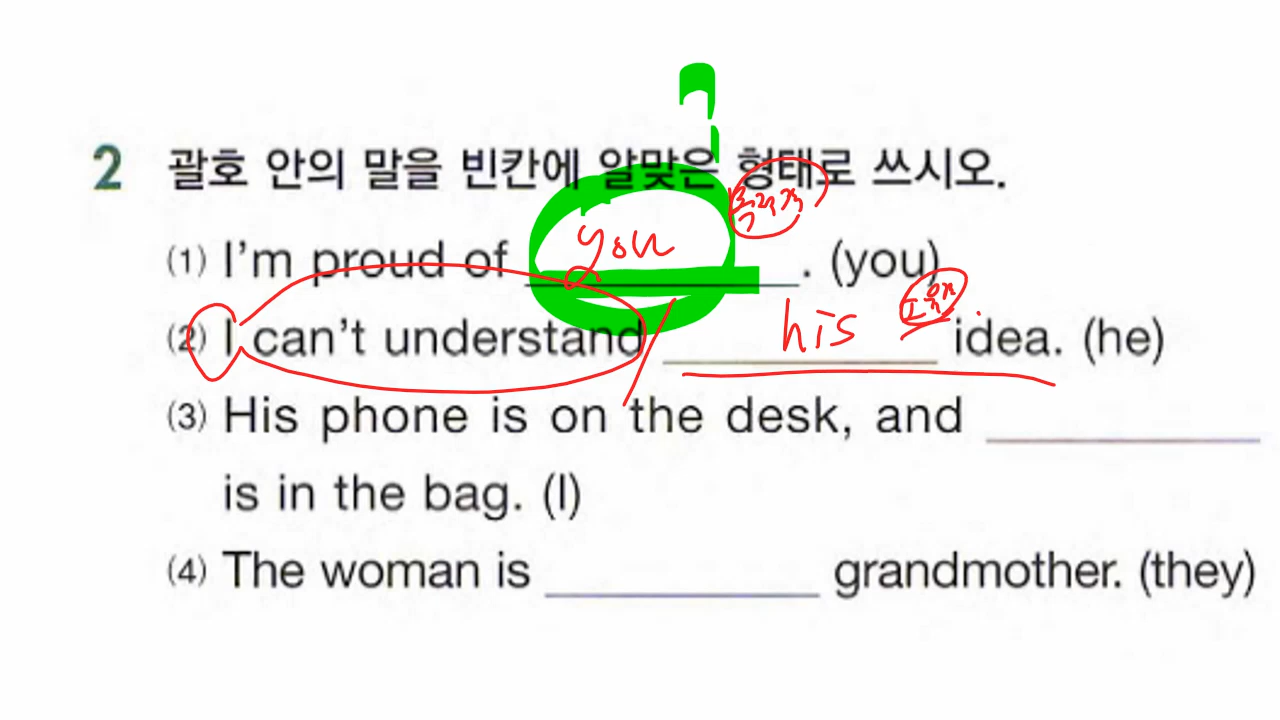 2 괄호 안의 말을 빈칸에 알맞은 형태로 쓰시오.
(1) I'm proud of you. (you)
목적격
(2) I can't understand his idea. (he)
소유격
(3) His phone is on the desk, and ________
is in the bag. (I)
(4) The woman is ________ grandmother. (they)